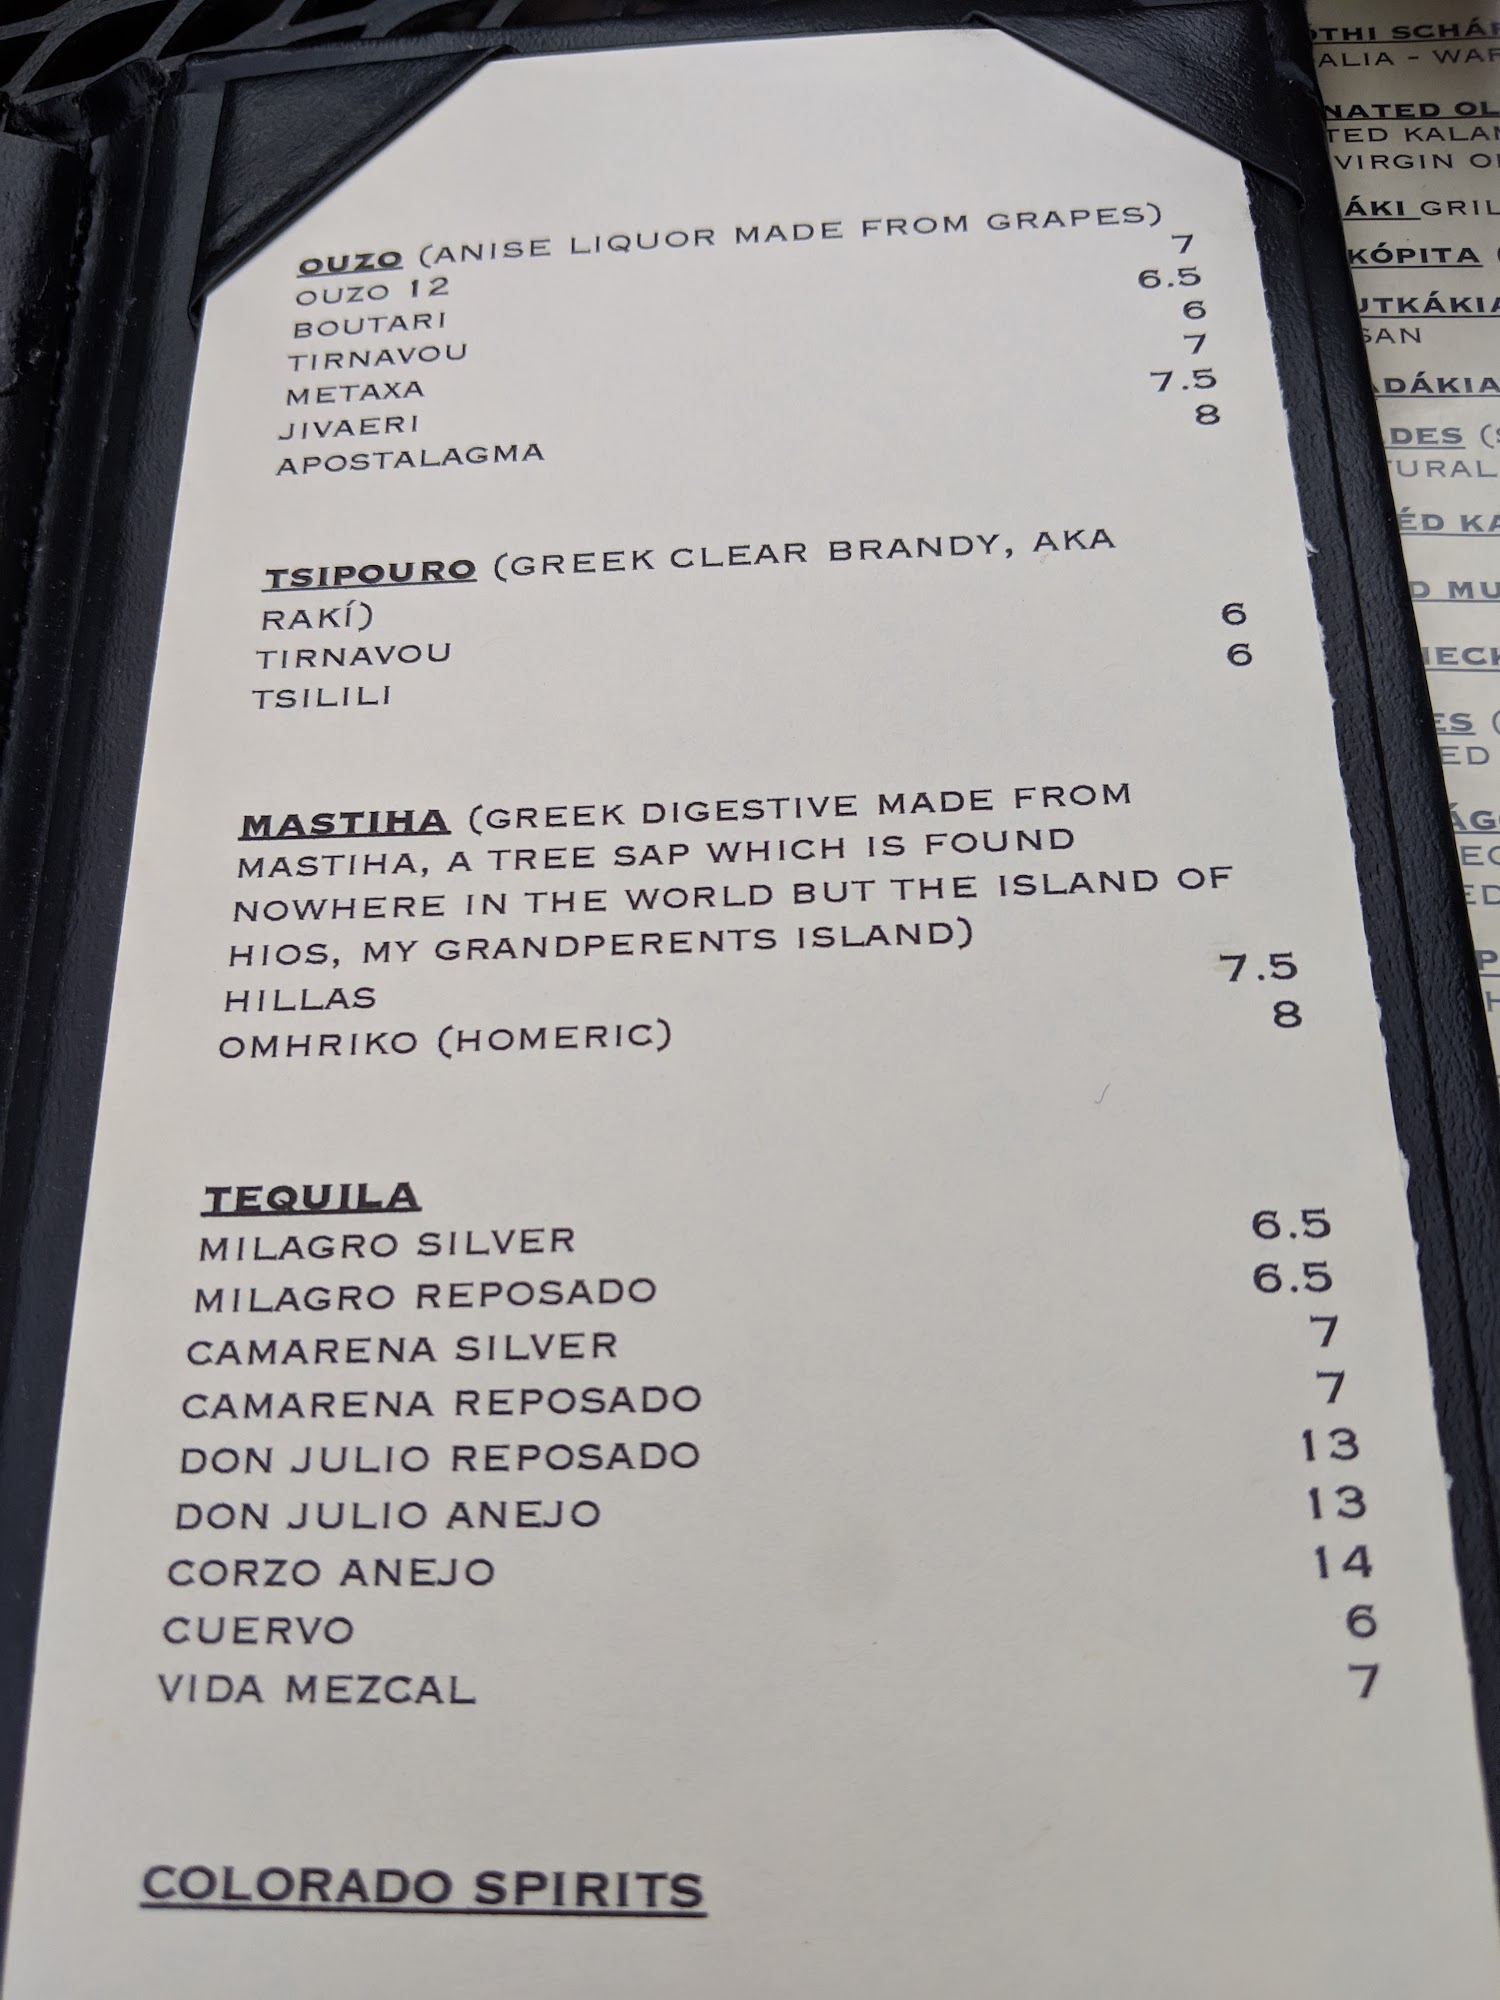 OUZO (ANISE LIQUOR MADE FROM GRAPES)
OUZO 12 7
BOUTARI 6.5
TIRNAVOU 6
METAXA 7
JIVAERI 7.5
APOSTALAGMA 8
TSIPOURO (GREEK CLEAR BRANDY, AKA
RAKÍ)
TIRNAVOU 6
TSILILI 6
MASTIHA (GREEK DIGESTIVE MADE FROM
MASTIHA, A TREE SAP WHICH IS FOUND
NOWHERE IN THE WORLD BUT THE ISLAND OF
HIOS, MY GRANDPERENTS ISLAND)
HILLAS 7.5
OMHRIKO (HOMERIC) 8
TEQUILA
MILAGRO SILVER 6.5
MILAGRO REPOSADO 6.5
CAMARENA SILVER 7
CAMARENA REPOSADO 7
DON JULIO REPOSADO 13
DON JULIO ANEJO 13
CORZO ANEJO 14
CUERVO 6
VIDA MEZCAL 7
COLORADO SPIRITS
VIRGIN